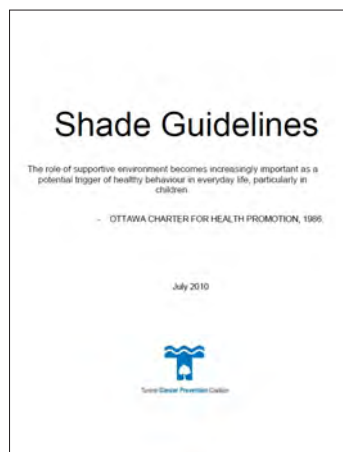 Shade Guidelines
The role of supportive environment becomes increasingly important as a
potential trigger of healthy behaviour in everyday life, particularly in
children.
- OTTAWA CHARTER FOR HEALTH PROMOTION, 1986.
July 2010
Toronto Cancer Prevention Coalition